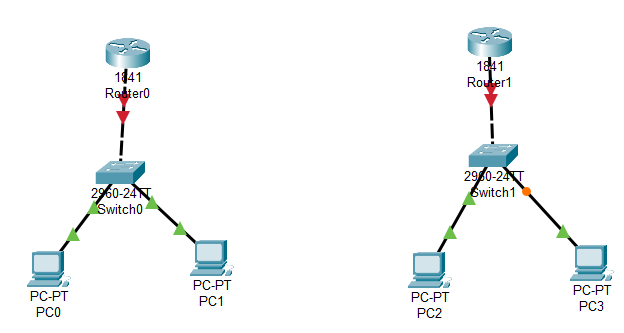 1841
Router0
1841
Router1
2960-24TT
Switch0
2960-24TT
Switch1
PC-PT
PC0
PC-PT
PC1
PC-PT
PC2
PC-PT
PC3